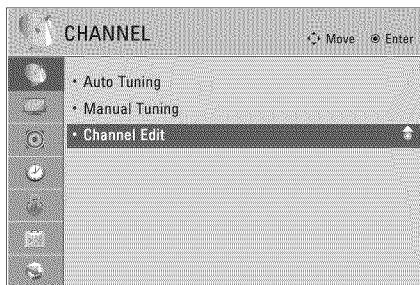 CHANNEL
Move Enter
• Auto Tuning
• Manual Tuning
• Channel Edit